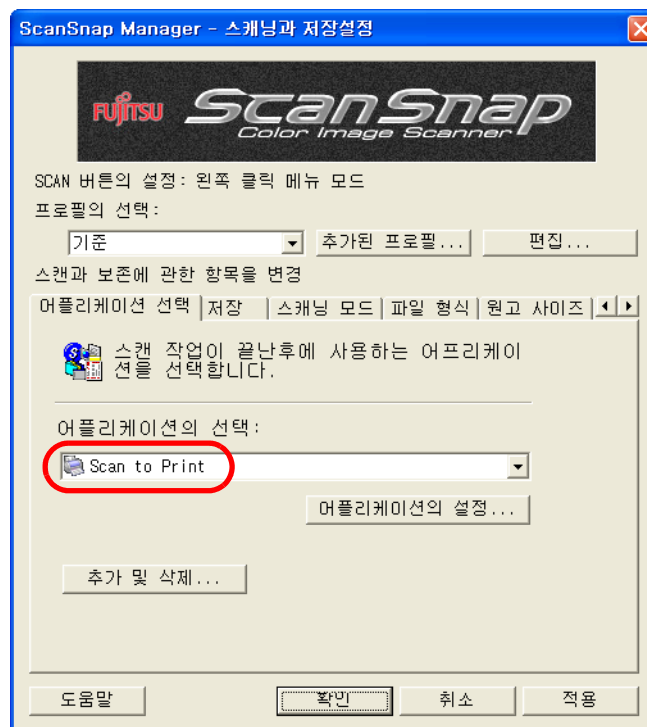 ScanSnap Manager - 스캐닝과 저장설정
FUJITSU ScanSnap
Color Image Scanner
SCAN 버튼의 설정: 왼쪽 클릭 메뉴 모드
프로필의 선택:
기준 추가된 프로필... 편집...
스캔과 보존에 관한 항목을 변경
어플리케이션 선택 저장 스캐닝 모드 파일 형식 원고 사이즈
스캔 작업이 끝난후에 사용하는 어프리케이
션을 선택합니다.
어플리케이션의 선택:
Scan to Print
어플리케이션의 설정...
추가 및 삭제...
도움말 확인 취소 적용